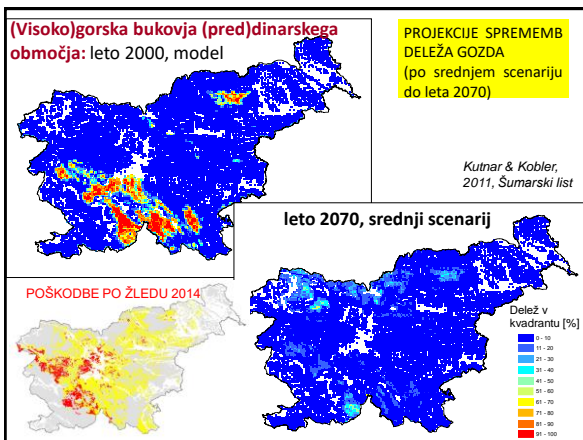 (Visoko)gorska bukovja (pred)dinarskega
območja: leto 2000, model
PROJEKCIJE SPREMEMB
DELEŽA GOZDA
(po srednjem scenariju
do leta 2070)
Kutnar & Kobler,
2011, Šumarski list
leto 2070, srednji scenarij
POŠKODBE PO ŽLEDU 2014
Delež v
kvadrantu [%]
0 - 10
11 - 20
21 - 30
31 - 40
41 - 50
51 - 60
61 - 70
71 - 80
81 - 90
91 - 100